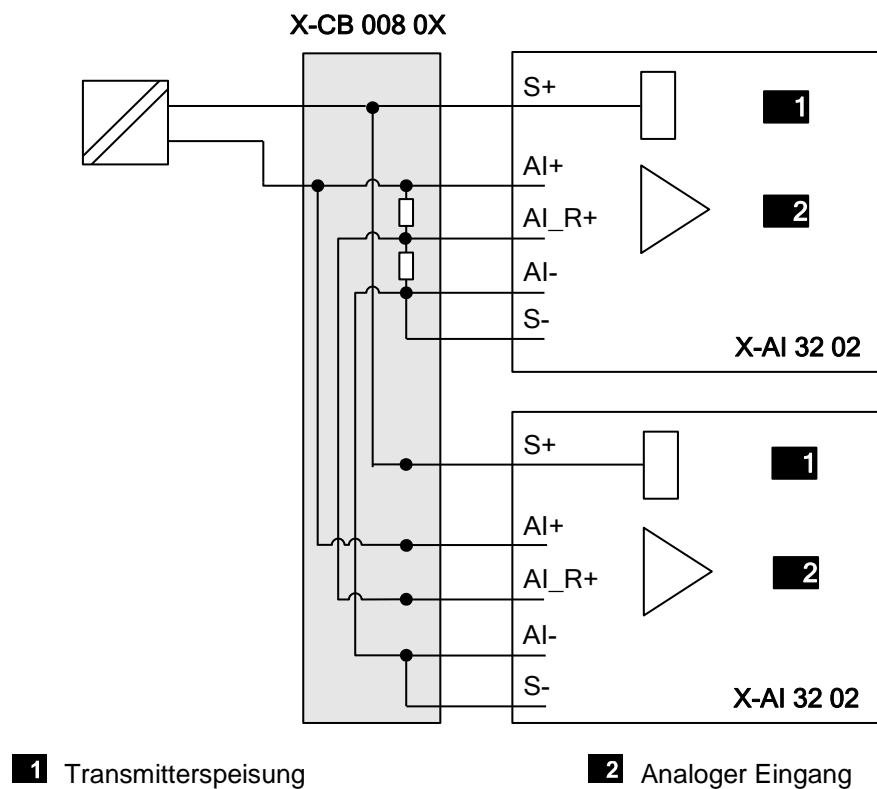 X-CB 008 0X
S+
1
AI+
AI_R+
2
AI-
S-
X-AI 32 02
S+
1
AI+
AI_R+
2
AI-
S-
X-AI 32 02
1 Transmitterspeisung
2 Analoger Eingang